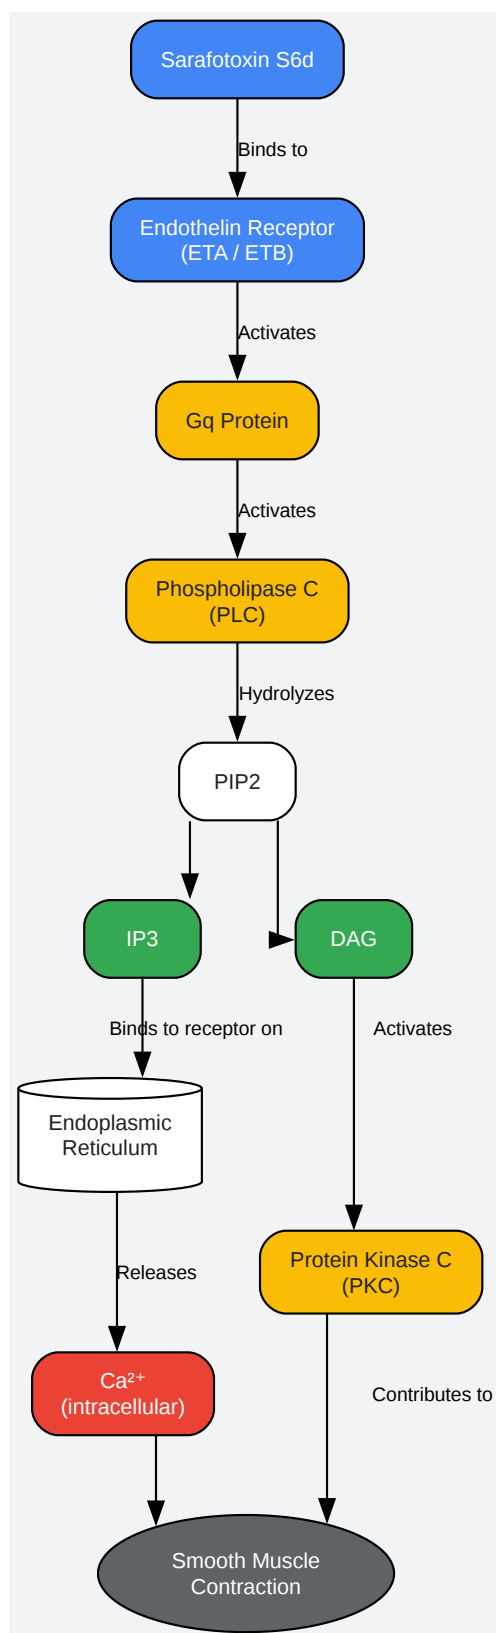 Sarafotoxin S6d
Binds to
Endothelin Receptor
(ETA / ETB)
Activates
Gq Protein
Activates
Phospholipase C
(PLC)
Hydrolyzes
PIP2
IP3
DAG
Binds to receptor on
Activates
Endoplasmic
Reticulum
Protein Kinase C
(PKC)
Releases
Ca²⁺
(intracellular)
Contributes to
Smooth Muscle
Contraction